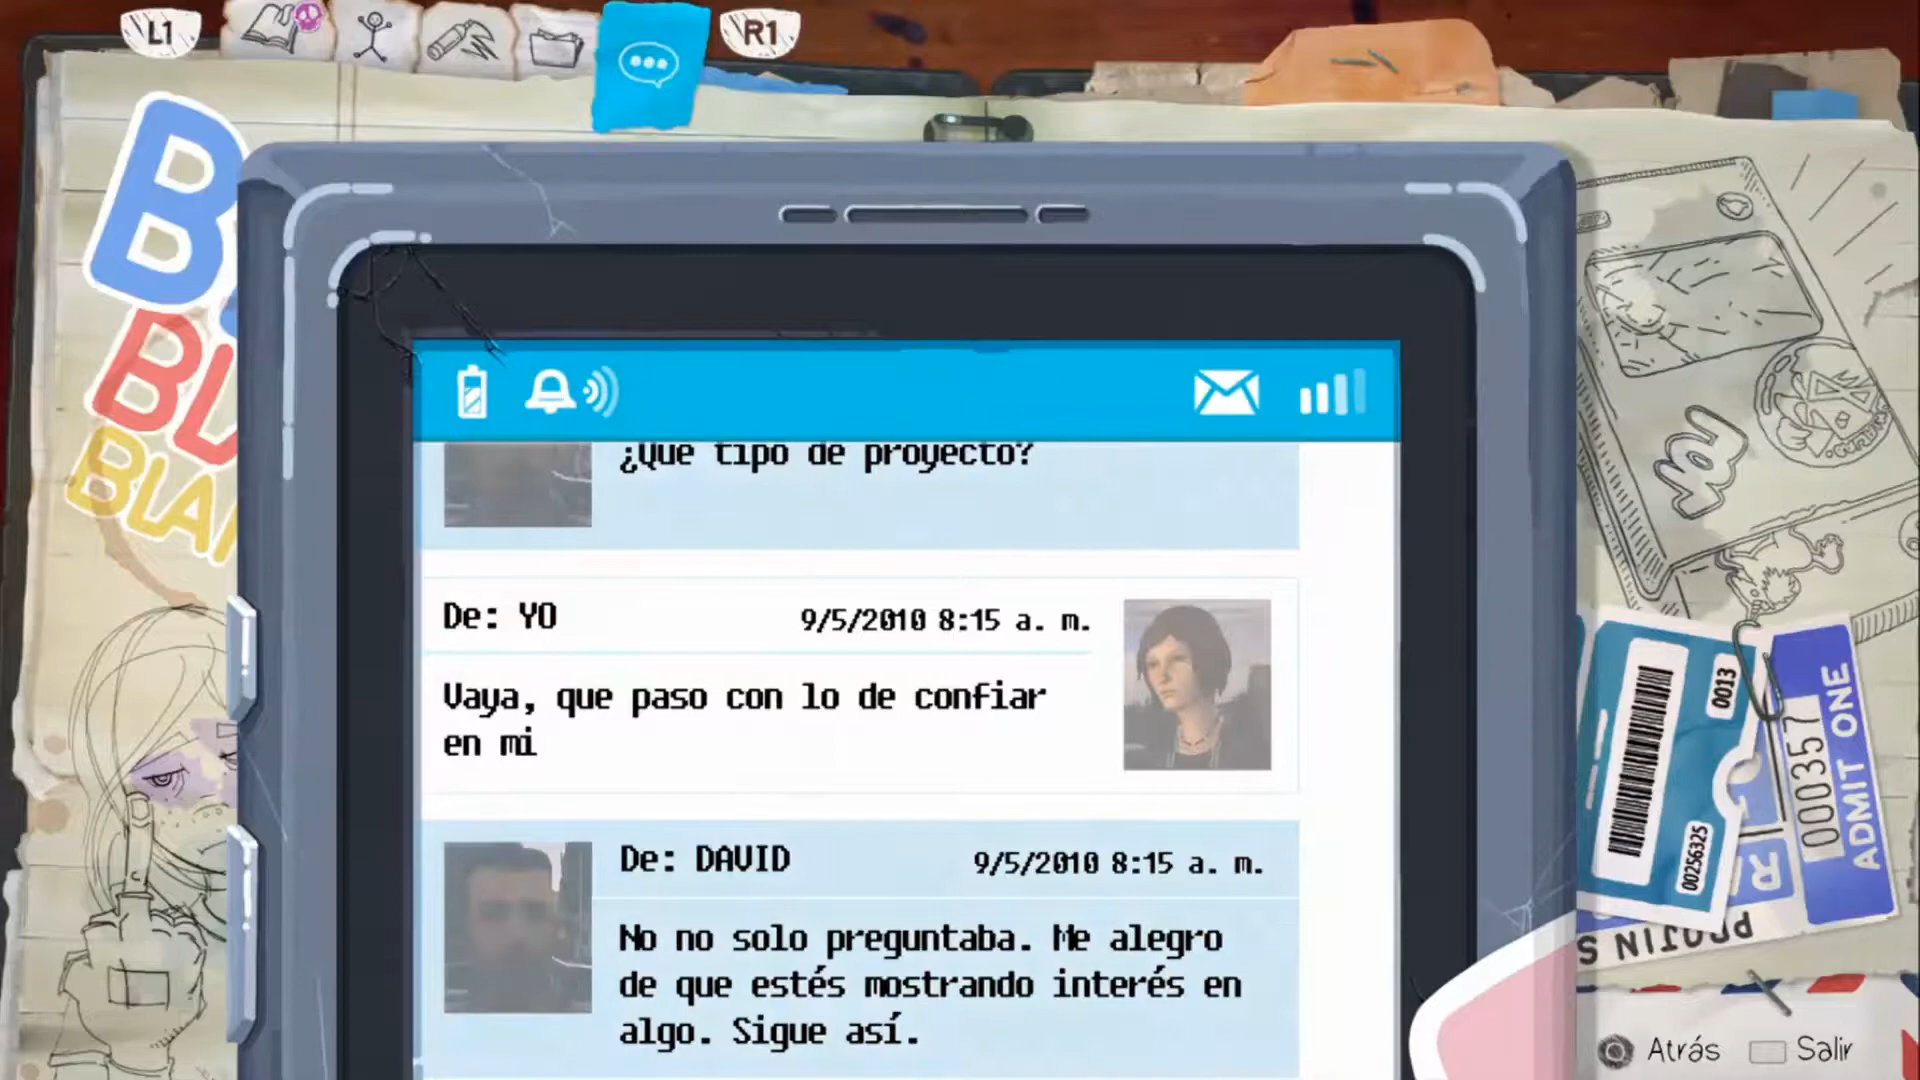 L1
R1
¿Que tipo de proyecto?
De: YO
9/5/2010 8:15 a. m.
Vaya, que paso con lo de confiar
en mi
De: DAVID
9/5/2010 8:15 a. m.
No no solo preguntaba. Me alegro
de que estés mostrando interés en
algo. Sigue así.
0013
00256325
000357
ADMIT ONE
Atrás
Salir